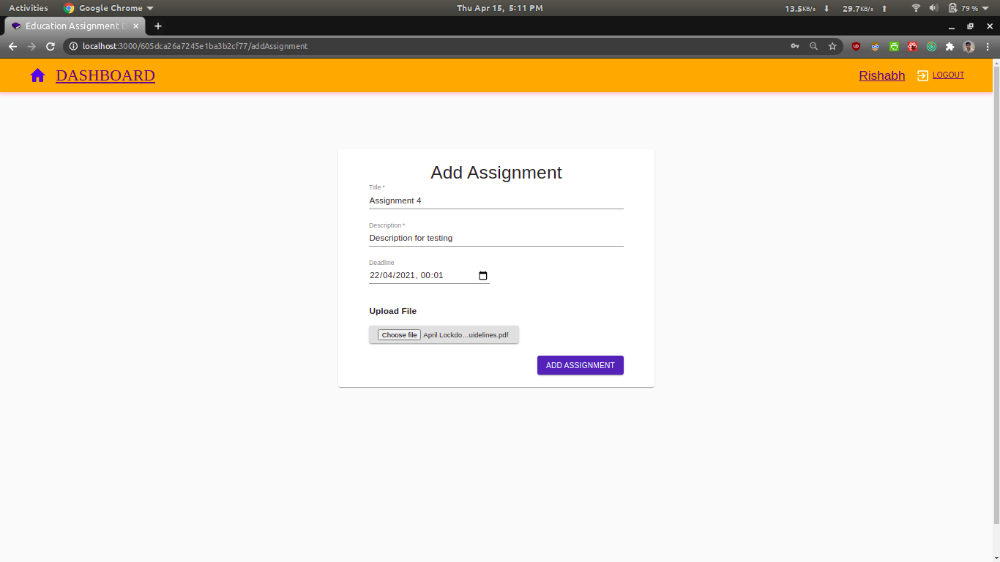 Activities Google Chrome Thu Apr 15, 5:11 PM 13.5KB/s 29.7KB/s 79 %
Education Assignment D
localhost:3000/605dca26a7245e1ba3b2cf77/addAssignment
DASHBOARD Rishabh LOGOUT
Add Assignment
Title *
Assignment 4
Description *
Description for testing
Deadline
22/04/2021, 00:01
Upload File
Choose file April Lockdo…uidelines.pdf
ADD ASSIGNMENT